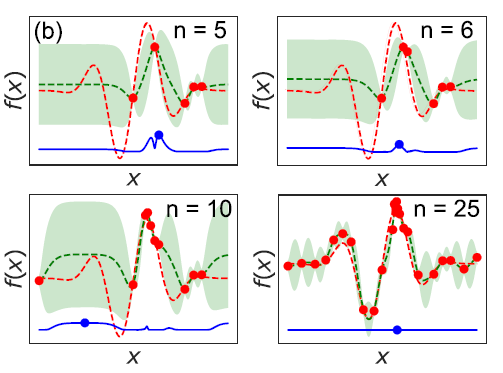 (b)
n = 5
f(x)
x
n = 6
f(x)
x
n = 10
f(x)
x
n = 25
f(x)
x